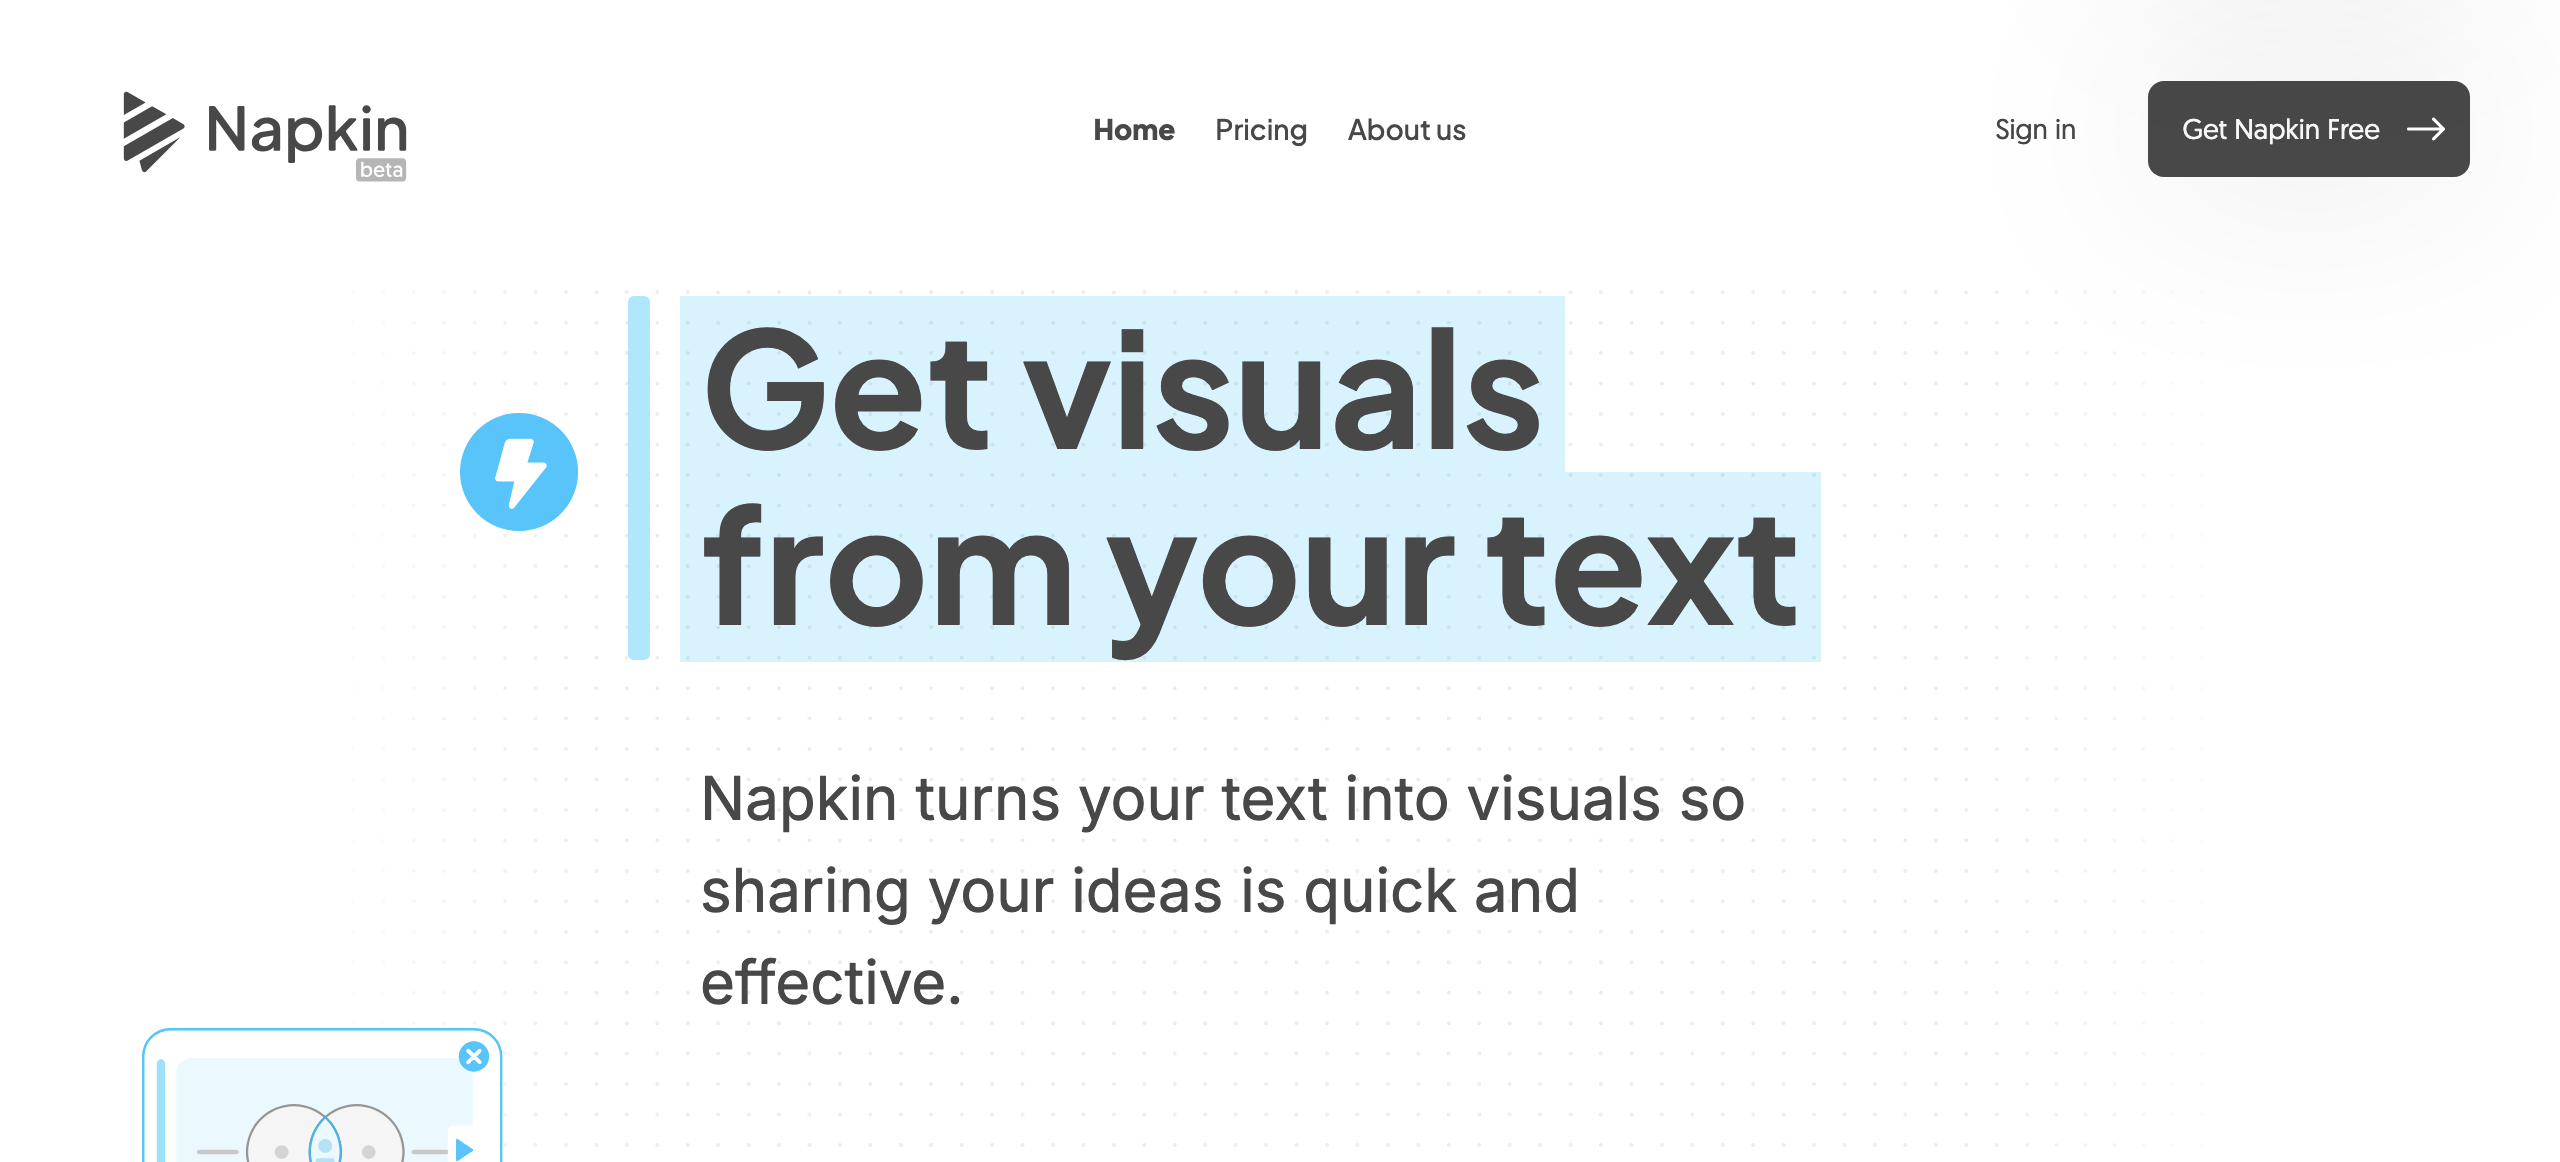 Napkin
beta
Home Pricing About us
Sign in
Get Napkin Free
Get visuals
from your text
Napkin turns your text into visuals so
sharing your ideas is quick and
effective.